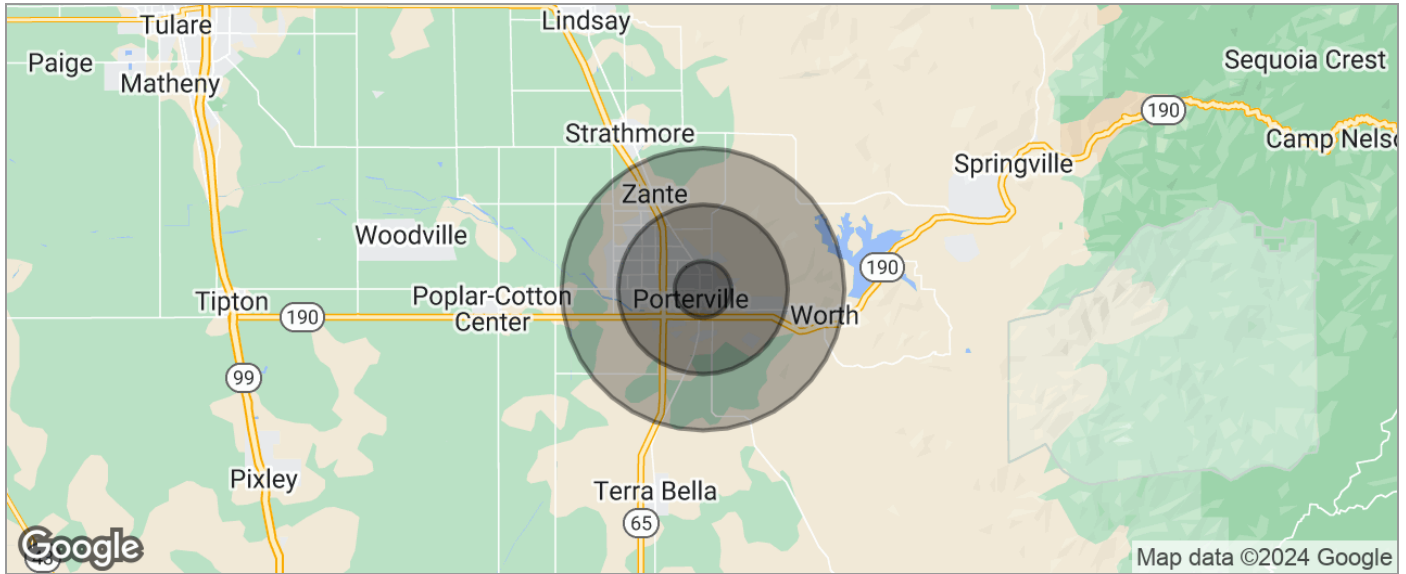 Tulare
Lindsay
Paige
Matheny
Sequoia Crest
190
Strathmore
Camp Nelso
Springville
Zante
Woodville
190
Tipton
190
Poplar-Cotton
Center
Porterville
Worth
99
Pixley
Terra Bella
65
Google
Map data ©2024 Google